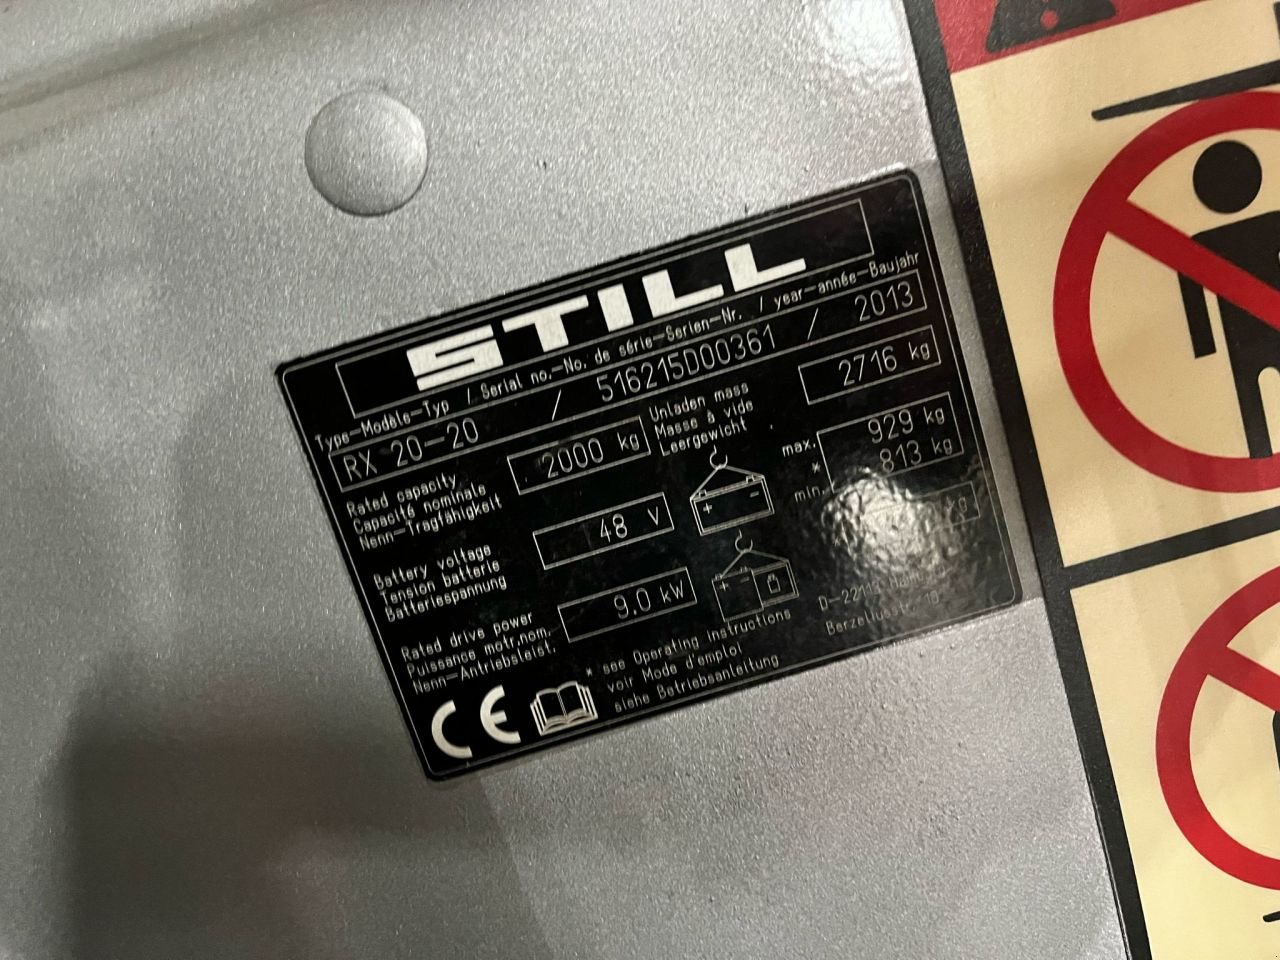 STILL
Type-Modèle-Typ / Serial no.-No. de série-Serien-Nr. / year-année-Baujahr
RX 20-20 / 516215D00361 / 2013
Rated capacity
Capacité nominale
Nenn-Tragfähigkeit
2000 kg
Unladen mass
Masse à vide
Leergewicht
2716 kg
Battery voltage
Tension batterie
Batteriespannung
48 V
max. 929 kg
*
min. 813 kg
kg
Rated drive power
Puissance motr.nom.
Nenn-Antriebsleist.
9.0 kW
* see Operating instructions
voir Mode d'emploi
siehe Betriebsanleitung
CE